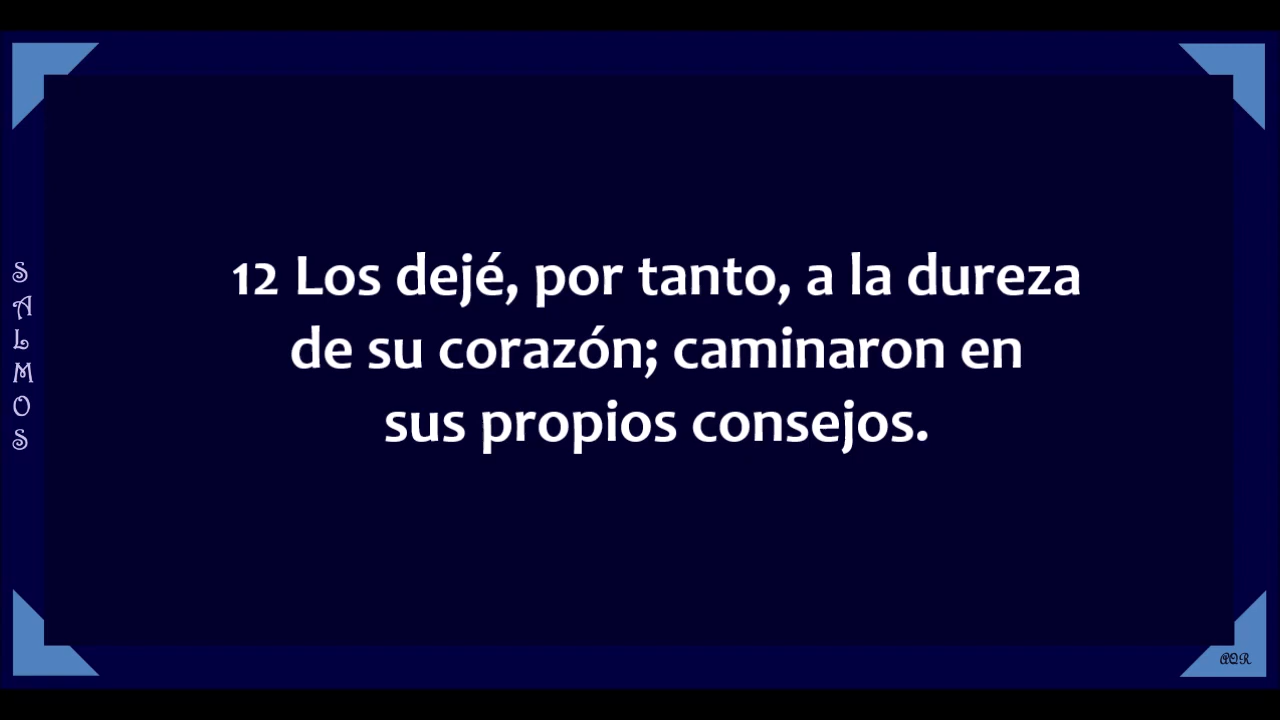 S
A
L
M
O
S
12 Los dejé, por tanto, a la dureza
de su corazón; caminaron en
sus propios consejos.